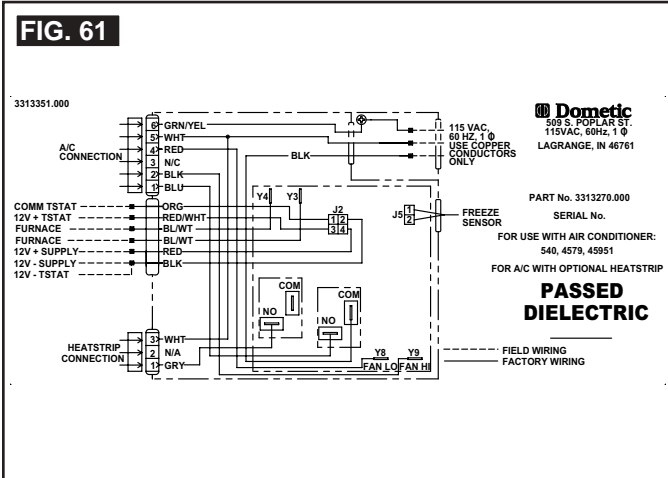 FIG. 61
3313351.000
A/C
CONNECTION
6 GRN/YEL
5 WHT
4 RED
3 N/C
2 BLK
1 BLU
BLK
115 VAC,
60 HZ, 1 Φ
USE COPPER
CONDUCTORS
ONLY
COMM TSTAT
12V + TSTAT
FURNACE
FURNACE
12V + SUPPLY
12V - SUPPLY
12V - TSTAT
ORG
RED/WHT
BL/WT
BL/WT
RED
BLK
Y4 Y3
J2
1 2
3 4
J5 1
2
FREEZE
SENSOR
COM
NO
COM
NO
HEATSTRIP
CONNECTION
3 WHT
2 N/A
1 GRY
Y8 Y9
FAN LO FAN HI
Dometic
509 S. POPLAR ST.
115VAC, 60Hz, 1 Φ
LAGRANGE, IN 46761
PART No. 3313270.000
SERIAL No.
FOR USE WITH AIR CONDITIONER:
540, 4579, 45951
FOR A/C WITH OPTIONAL HEATSTRIP
PASSED
DIELECTRIC
FIELD WIRING
FACTORY WIRING